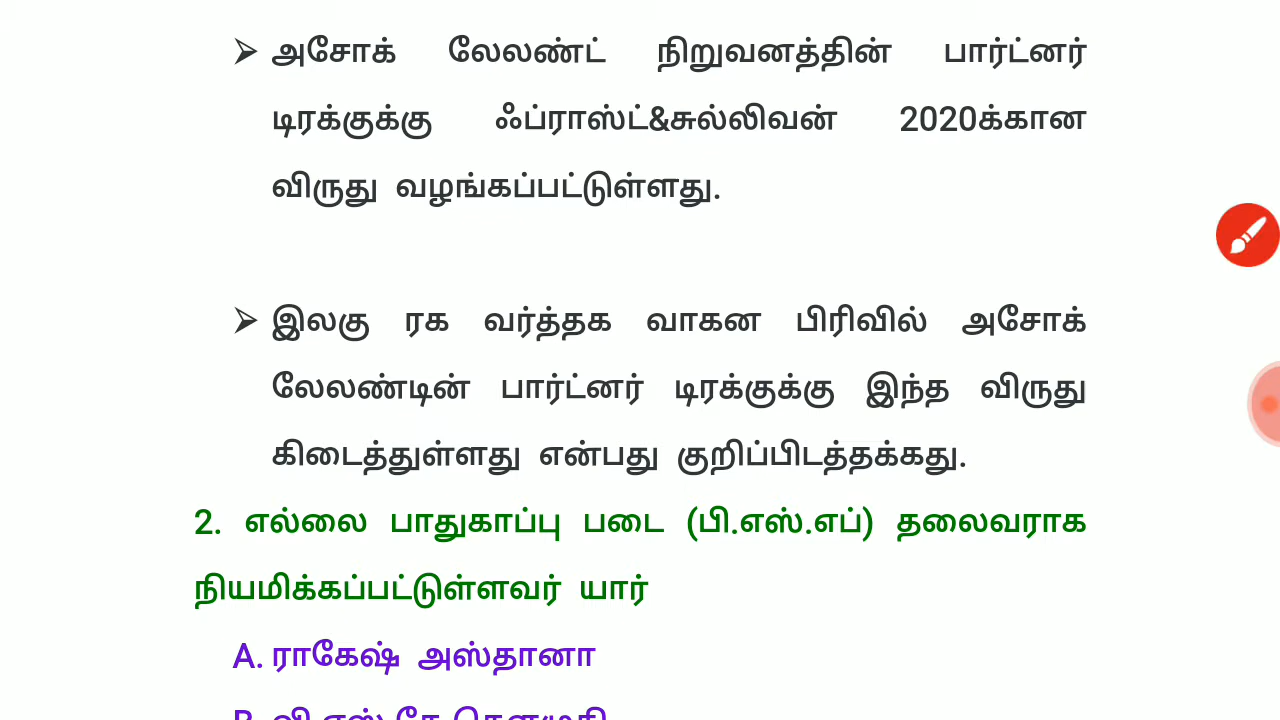 ➢ அசோக் லேலண்ட் நிறுவனத்தின் பார்ட்னர்
டிரக்குக்கு ஃப்ராஸ்ட்&சுல்லிவன் 2020க்கான
விருது வழங்கப்பட்டுள்ளது.
➢ இலகு ரக வர்த்தக வாகன பிரிவில் அசோக்
லேலண்டின் பார்ட்னர் டிரக்குக்கு இந்த விருது
கிடைத்துள்ளது என்பது குறிப்பிடத்தக்கது.
2. எல்லை பாதுகாப்பு படை (பி.எஸ்.எப்) தலைவராக
நியமிக்கப்பட்டுள்ளவர் யார்
A. ராகேஷ் அஸ்தானா